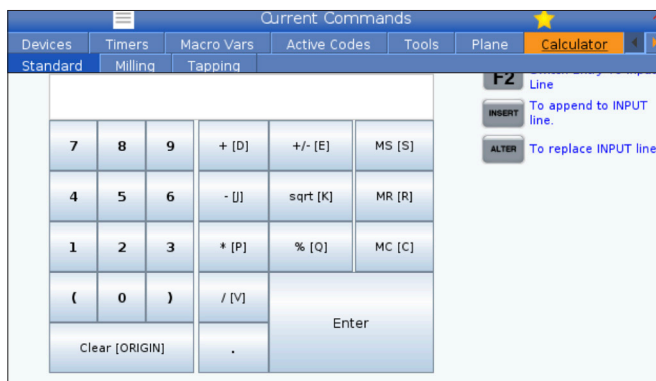 Current Commands
Devices Timers Macro Vars Active Codes Tools Plane Calculator
Standard Milling Tapping
F2
Line
INSERT To append to INPUT
line.
ALTER To replace INPUT line
7 8 9 + [D] +/- [E] MS [S]
4 5 6 - [J] sqrt [K] MR [R]
1 2 3 * [P] % [Q] MC [C]
( 0 ) / [V]
Enter
Clear [ORIGIN] .